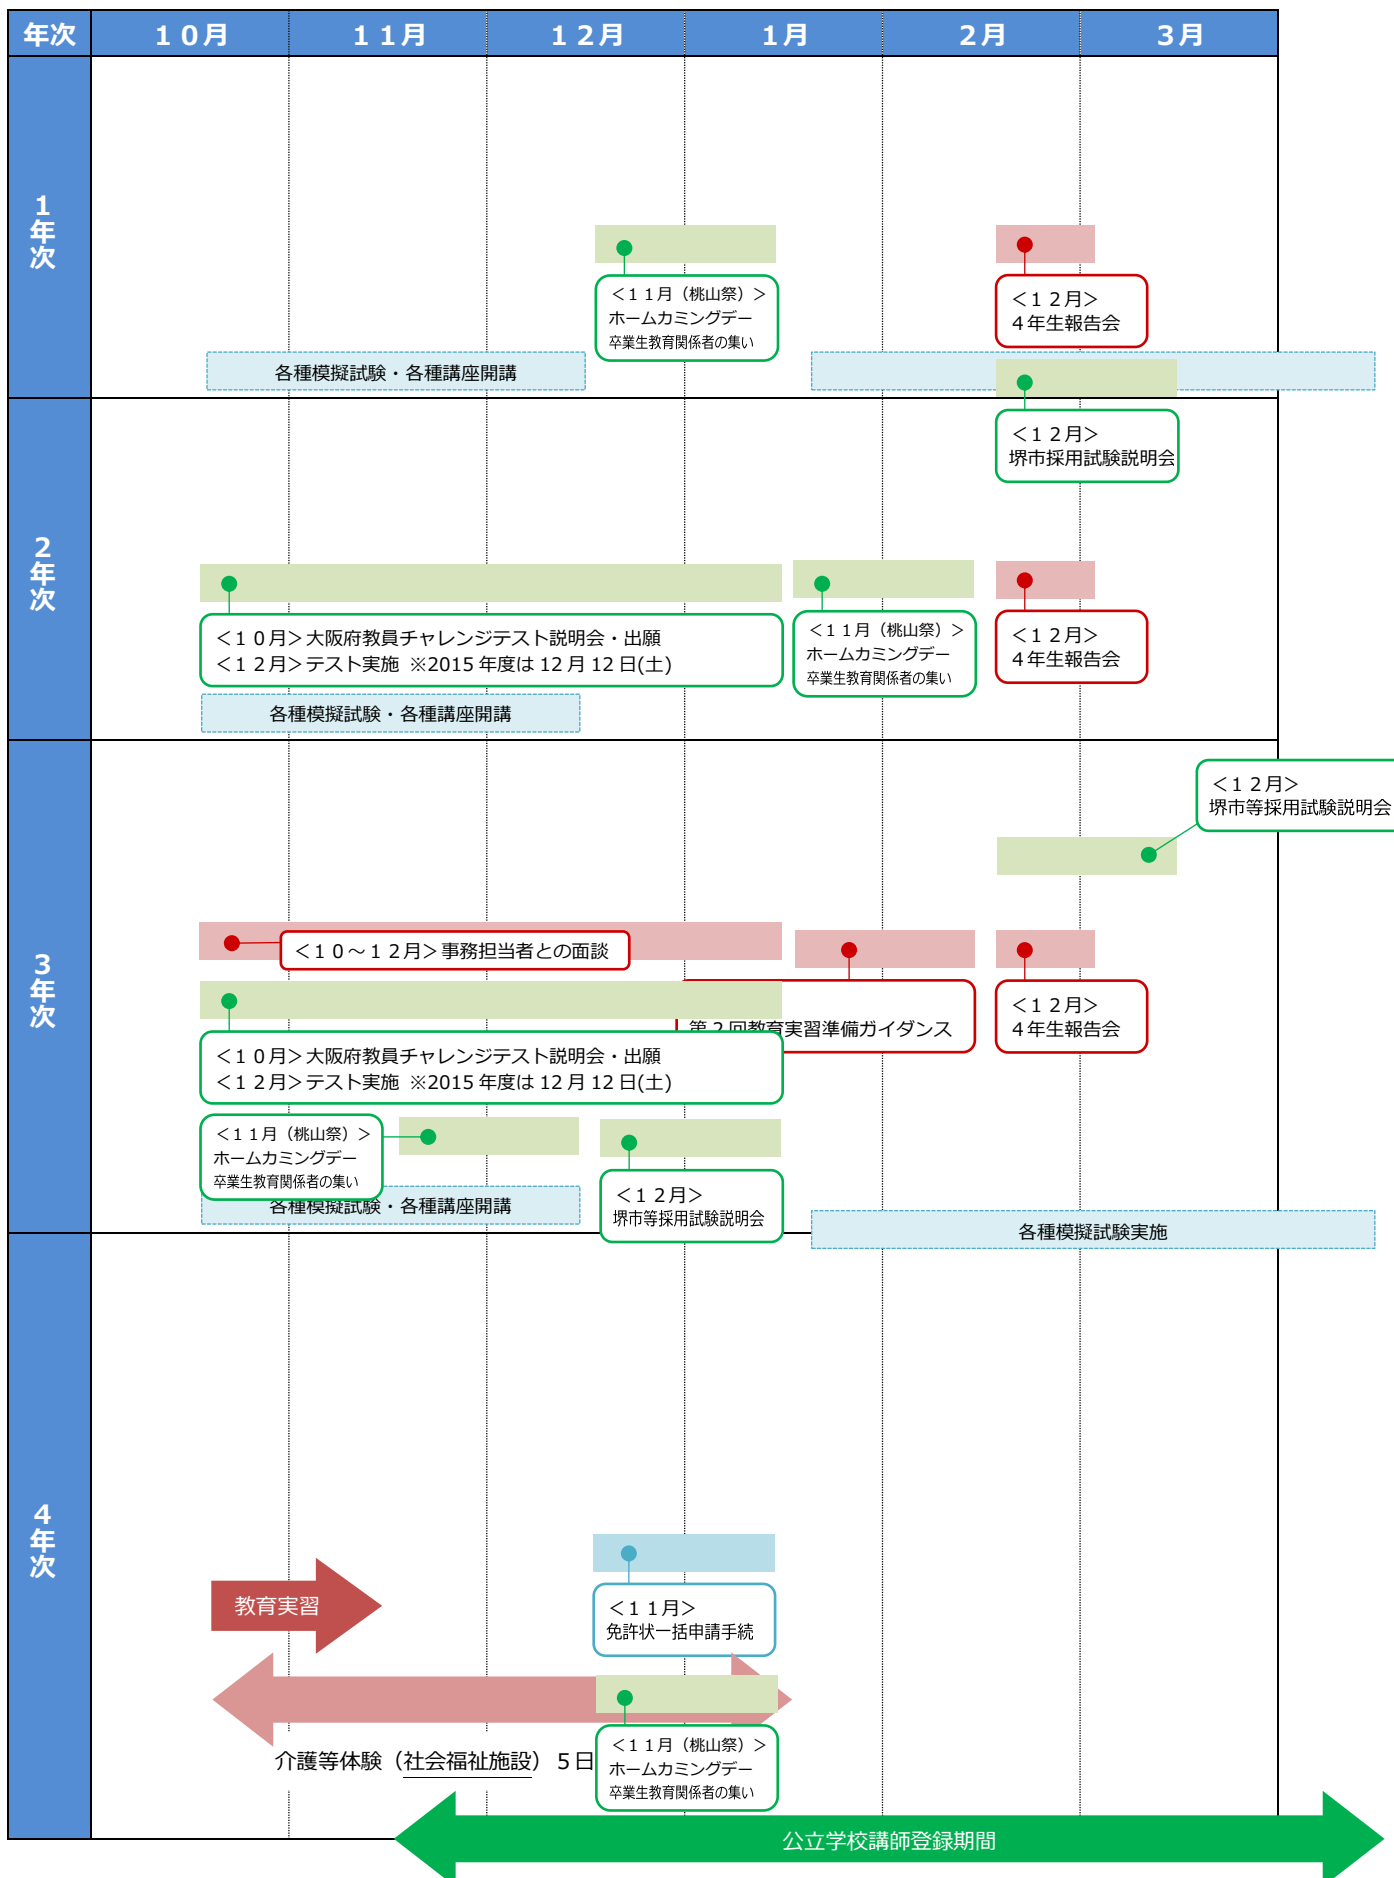 年次 １０月 １１月 １２月 １月 ２月 ３月
１年次
＜１１月（桃山祭）＞
ホームカミングデー
卒業生教育関係者の集い
＜１２月＞
４年生報告会
各種模擬試験・各種講座開講
２年次
＜１２月＞
堺市採用試験説明会
＜１０月＞大阪府教員チャレンジテスト説明会・出願
＜１２月＞テスト実施 ※2015年度は12月12日(土)
＜１１月（桃山祭）＞
ホームカミングデー
卒業生教育関係者の集い
＜１２月＞
４年生報告会
各種模擬試験・各種講座開講
３年次
＜１２月＞
堺市等採用試験説明会
＜１０～１２月＞事務担当者との面談
第２回教育実習準備ガイダンス
＜１２月＞
４年生報告会
＜１０月＞大阪府教員チャレンジテスト説明会・出願
＜１２月＞テスト実施 ※2015年度は12月12日(土)
＜１１月（桃山祭）＞
ホームカミングデー
卒業生教育関係者の集い
＜１２月＞
堺市等採用試験説明会
各種模擬試験・各種講座開講
各種模擬試験実施
４年次
教育実習
＜１１月＞
免許状一括申請手続
介護等体験（社会福祉施設）５日
＜１１月（桃山祭）＞
ホームカミングデー
卒業生教育関係者の集い
公立学校講師登録期間